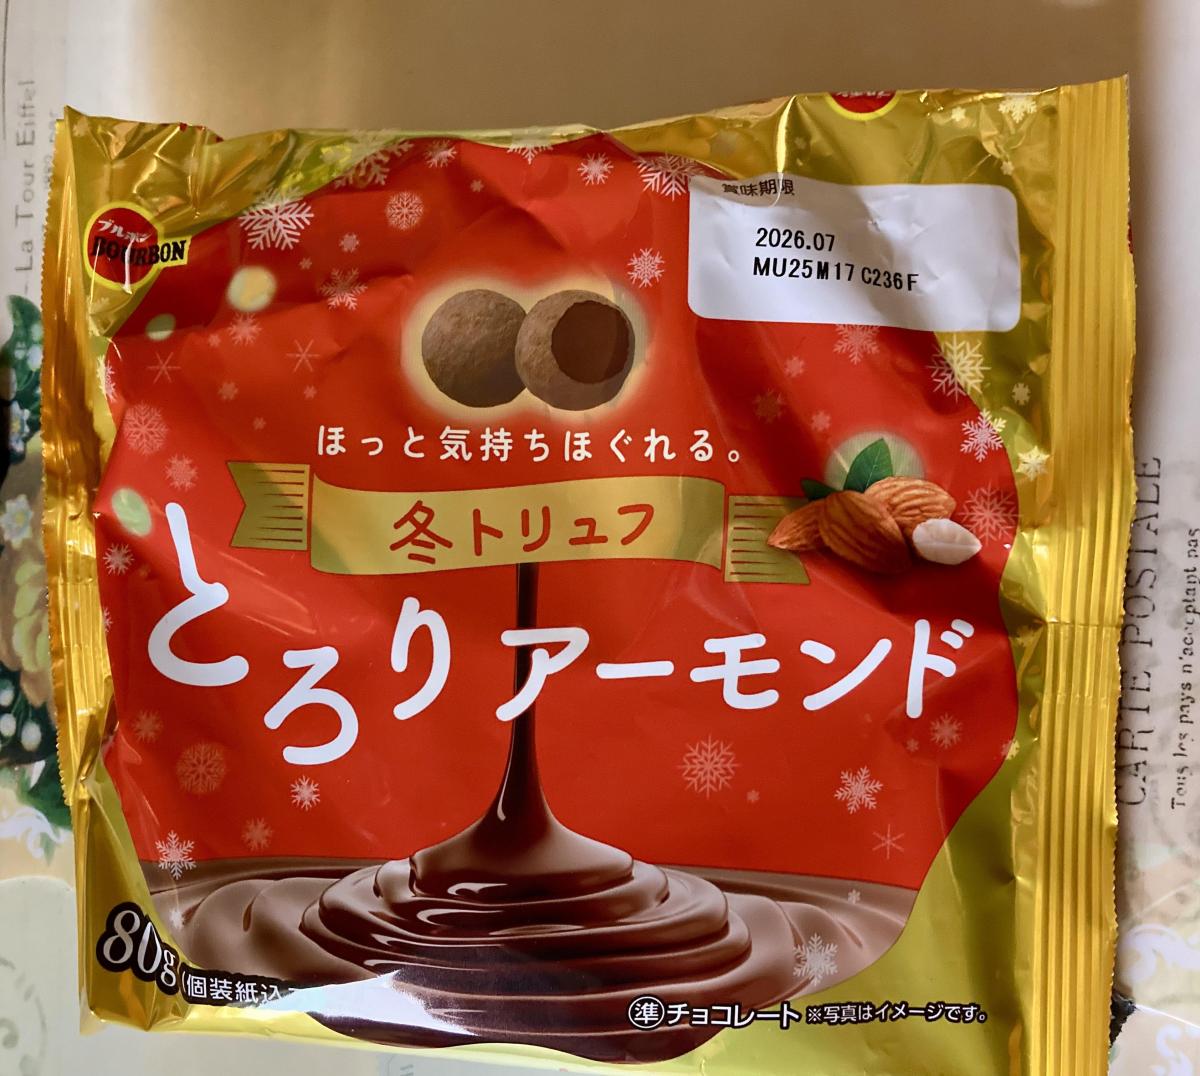 ブルボン
BOURBON
賞味期限
2026.07
MU25M17 C236F
ほっと気持ちほぐれる。
冬トリュフ
とろりアーモンド
80g
(個装紙込
準チョコレート ※写真はイメージです。
La Tour Eiffel
CARTE POSTALE
Tous les pays n'acceptent pas